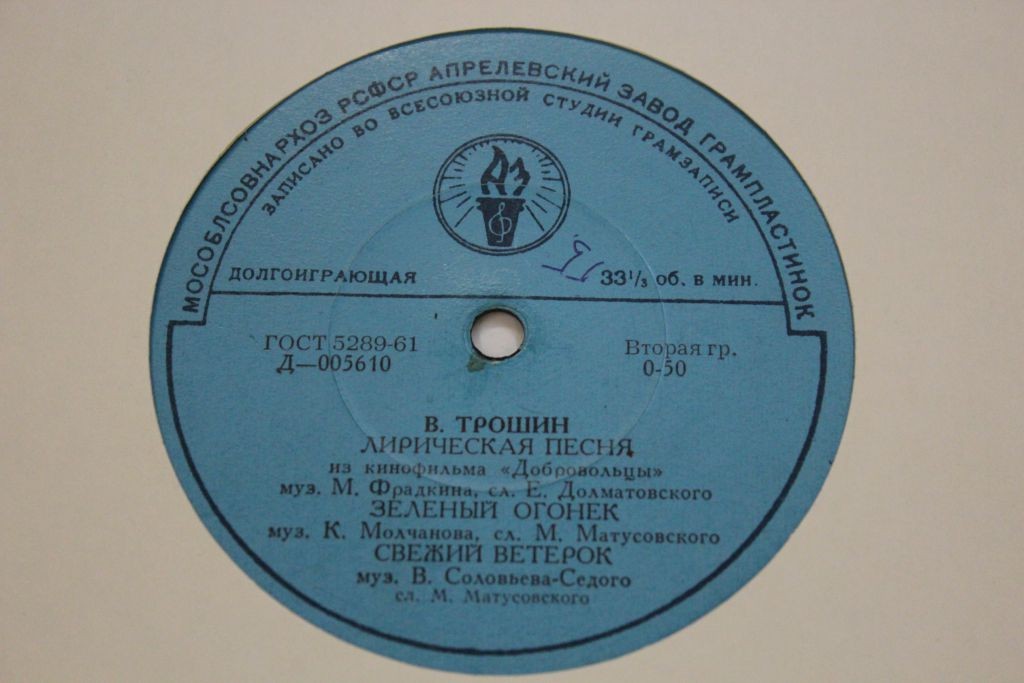 МОСОБЛСОВНАРХОЗ РСФСР АПРЕЛЕВСКИЙ ЗАВОД ГРАМПЛАСТИНОК
ЗАПИСАНО ВО ВСЕСОЮЗНОЙ СТУДИИ ГРАМЗАПИСИ
АЗ
ДОЛГОИГРАЮЩАЯ 33 1/3 об. в мин.
ГОСТ 5289-61 Вторая гр.
Д—005610 0-50
В. ТРОШИН
ЛИРИЧЕСКАЯ ПЕСНЯ
из кинофильма «Добровольцы»
муз. М. Фрадкина, сл. Е. Долматовского
ЗЕЛЕНЫЙ ОГОНЕК
муз. К. Молчанова, сл. М. Матусовского
СВЕЖИЙ ВЕТЕРОК
муз. В. Соловьева-Седого
сл. М. Матусовского